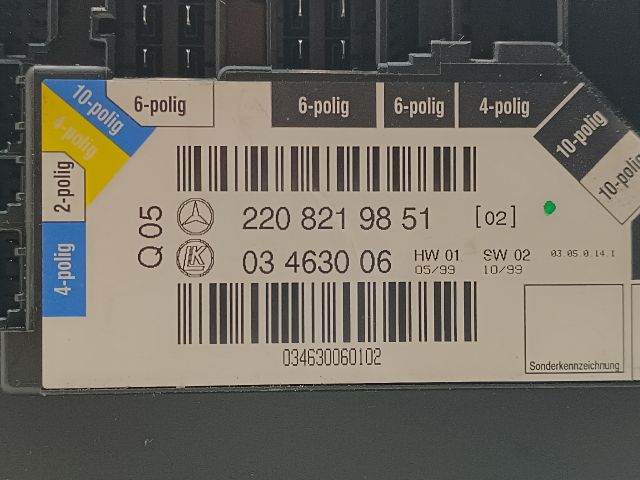 10-polig
6-polig
6-polig
6-polig
4-polig
10-polig
10-polig
4-polig
2-polig
4-polig
Q 05
220 821 98 51 [02]
LK
03 4630 06 HW 01 SW 02 03.05.0.14.1
05/99 10/99
034630060102
Sonderkennzeichnung